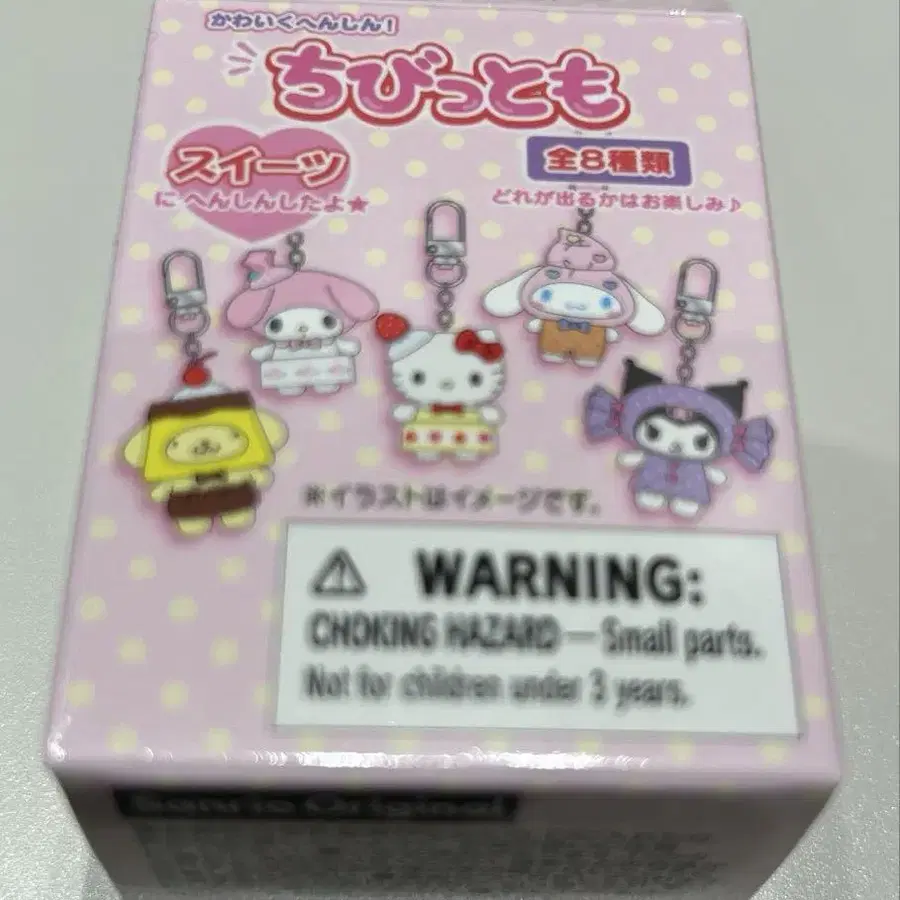 かわいくへんしん!
ちびっとも
スイーツ
にへんしんしたよ★
全8種類
どれが出るかはお楽しみ♪
※イラストはイメージです。
⚠ WARNING:
CHOKING HAZARD — Small parts.
Not for children under 3 years.
Sanrio Original